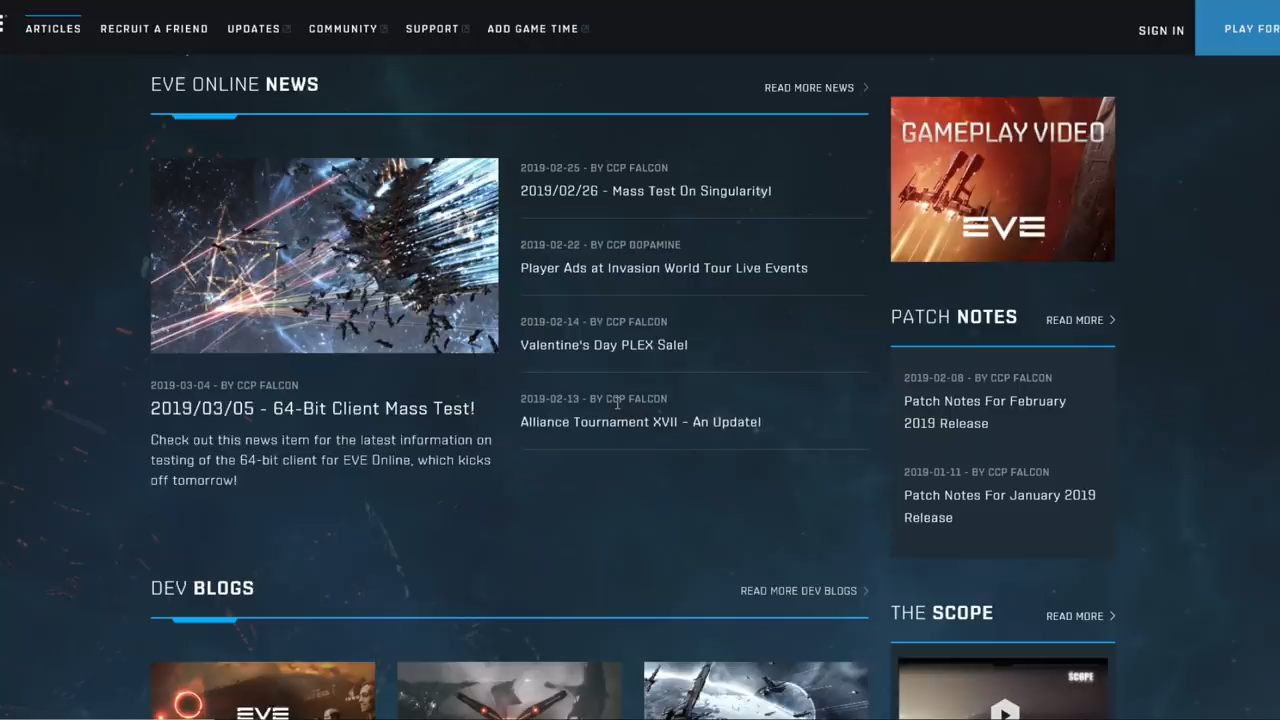 ARTICLES
RECRUIT A FRIEND
UPDATES
COMMUNITY
SUPPORT
ADD GAME TIME
SIGN IN
PLAY FOR
EVE ONLINE NEWS
READ MORE NEWS
2019-03-04 - BY CCP FALCON
2019/03/05 - 64-Bit Client Mass Test!
Check out this news item for the latest information on
testing of the 64-bit client for EVE Online, which kicks
off tomorrow!
2019-02-25 - BY CCP FALCON
2019/02/26 - Mass Test On Singularity!
2019-02-22 - BY CCP DOPAMINE
Player Ads at Invasion World Tour Live Events
2019-02-14 - BY CCP FALCON
Valentine's Day PLEX Sale!
2019-02-13 - BY CCP FALCON
Alliance Tournament XVII - An Update!
GAMEPLAY VIDEO
EVE
PATCH NOTES
READ MORE
2019-02-08 - BY CCP FALCON
Patch Notes For February
2019 Release
2019-01-11 - BY CCP FALCON
Patch Notes For January 2019
Release
DEV BLOGS
READ MORE DEV BLOGS
EVE
THE SCOPE
READ MORE
SCOPE